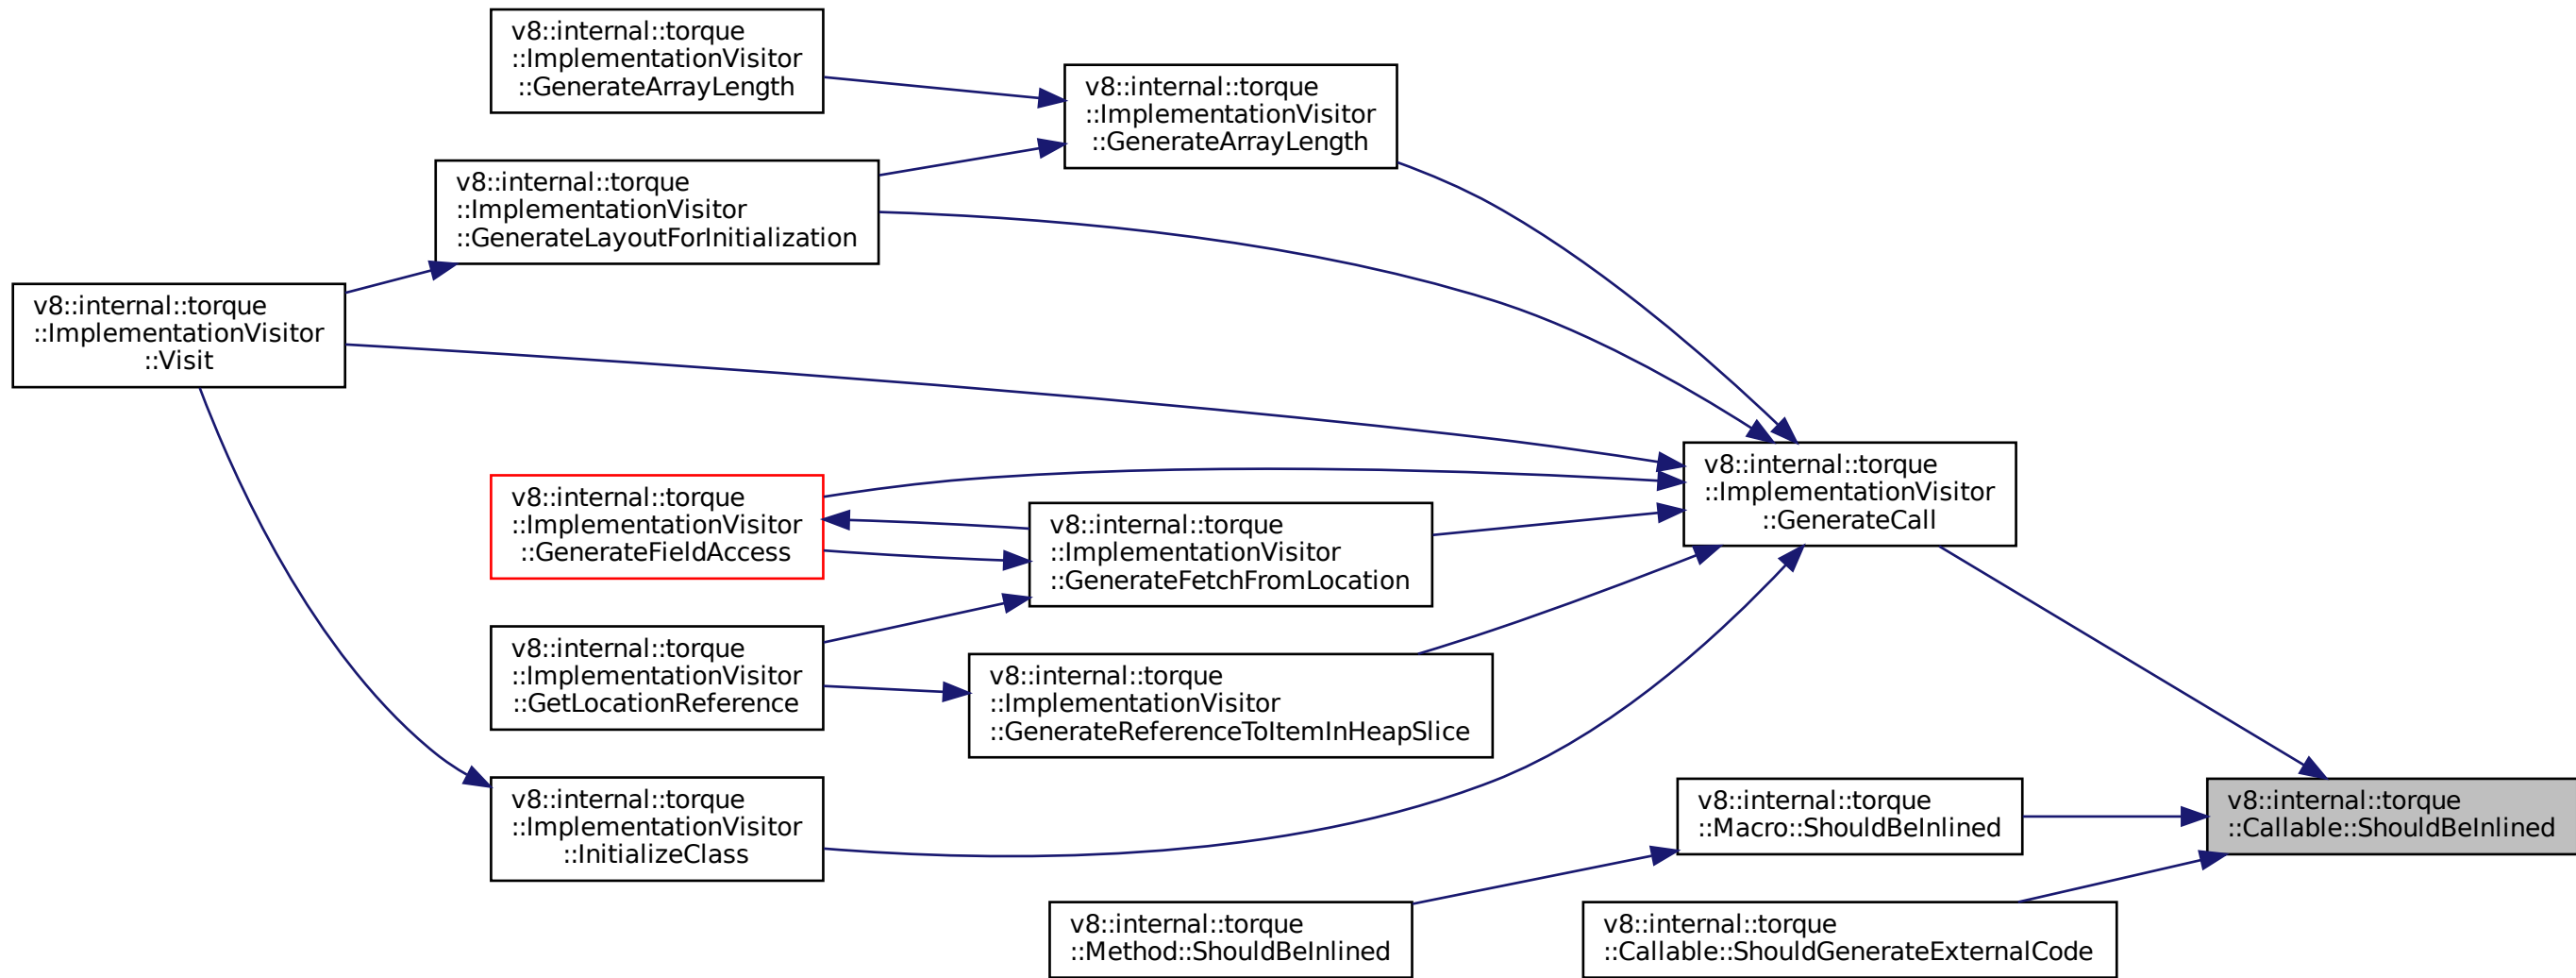 v8::internal::torque
::ImplementationVisitor
::GenerateArrayLength
v8::internal::torque
::ImplementationVisitor
::GenerateArrayLength
v8::internal::torque
::ImplementationVisitor
::GenerateLayoutForInitialization
v8::internal::torque
::ImplementationVisitor
::Visit
v8::internal::torque
::ImplementationVisitor
::GenerateCall
v8::internal::torque
::ImplementationVisitor
::GenerateFieldAccess
v8::internal::torque
::ImplementationVisitor
::GenerateFetchFromLocation
v8::internal::torque
::ImplementationVisitor
::GetLocationReference
v8::internal::torque
::ImplementationVisitor
::GenerateReferenceToItemInHeapSlice
v8::internal::torque
::ImplementationVisitor
::InitializeClass
v8::internal::torque
::Macro::ShouldBeInlined
v8::internal::torque
::Callable::ShouldBeInlined
v8::internal::torque
::Method::ShouldBeInlined
v8::internal::torque
::Callable::ShouldGenerateExternalCode